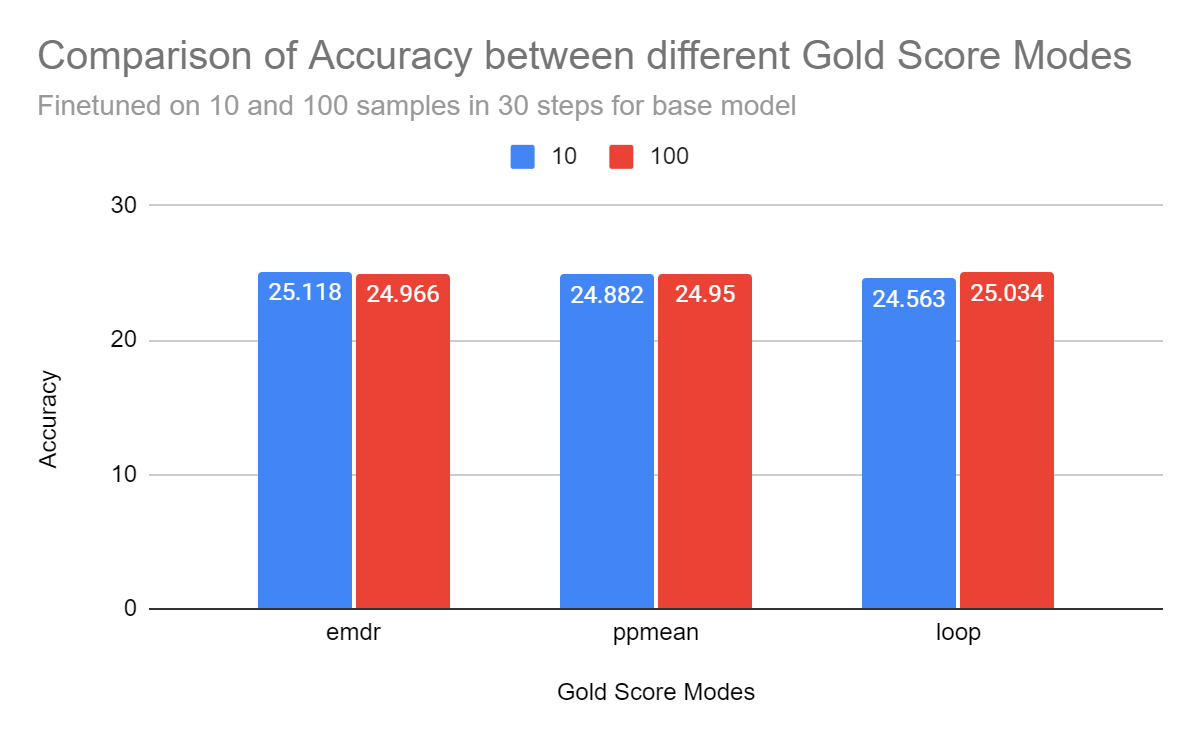 Comparison of Accuracy between different Gold Score Modes
Finetuned on 10 and 100 samples in 30 steps for base model
10 100
30
20
10
0
Accuracy
25.118 24.966 24.882 24.95 24.563 25.034
emdr ppmean loop
Gold Score Modes